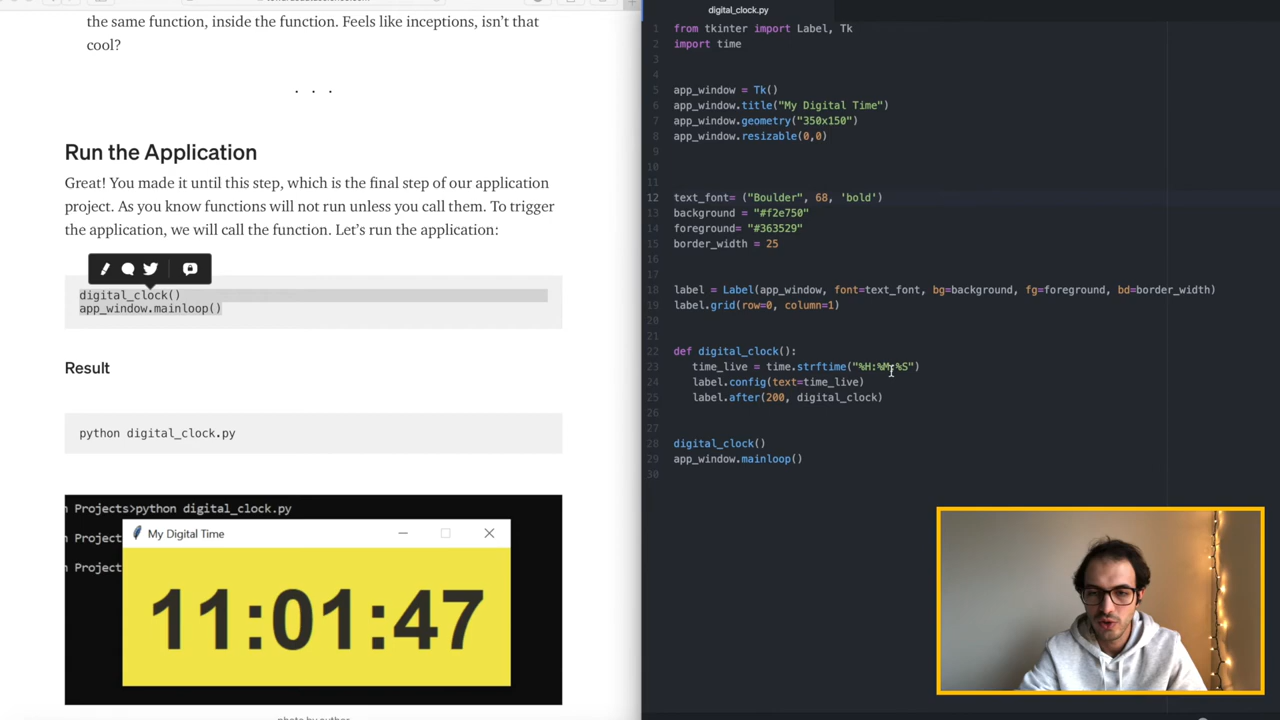 the same function, inside the function. Feels like inceptions, isn't that
cool?
. . .
Run the Application
Great! You made it until this step, which is the final step of our application
project. As you know functions will not run unless you call them. To trigger
the application, we will call the function. Let's run the application:
digital_clock()
app_window.mainloop()
Result
python digital_clock.py
n Projects>python digital_clock.py
My Digital Time
n Project
n Project
11:01:47
photo by author
digital_clock.py
1 from tkinter import Label, Tk
2 import time
3
4
5 app_window = Tk()
6 app_window.title("My Digital Time")
7 app_window.geometry("350x150")
8 app_window.resizable(0,0)
9
10
11
12 text_font= ("Boulder", 68, 'bold')
13 background = "#f2e750"
14 foreground= "#363529"
15 border_width = 25
16
17
18 label = Label(app_window, font=text_font, bg=background, fg=foreground, bd=border_width)
19 label.grid(row=0, column=1)
20
21
22 def digital_clock():
23 time_live = time.strftime("%H:%M:%S")
24 label.config(text=time_live)
25 label.after(200, digital_clock)
26
27
28 digital_clock()
29 app_window.mainloop()
30